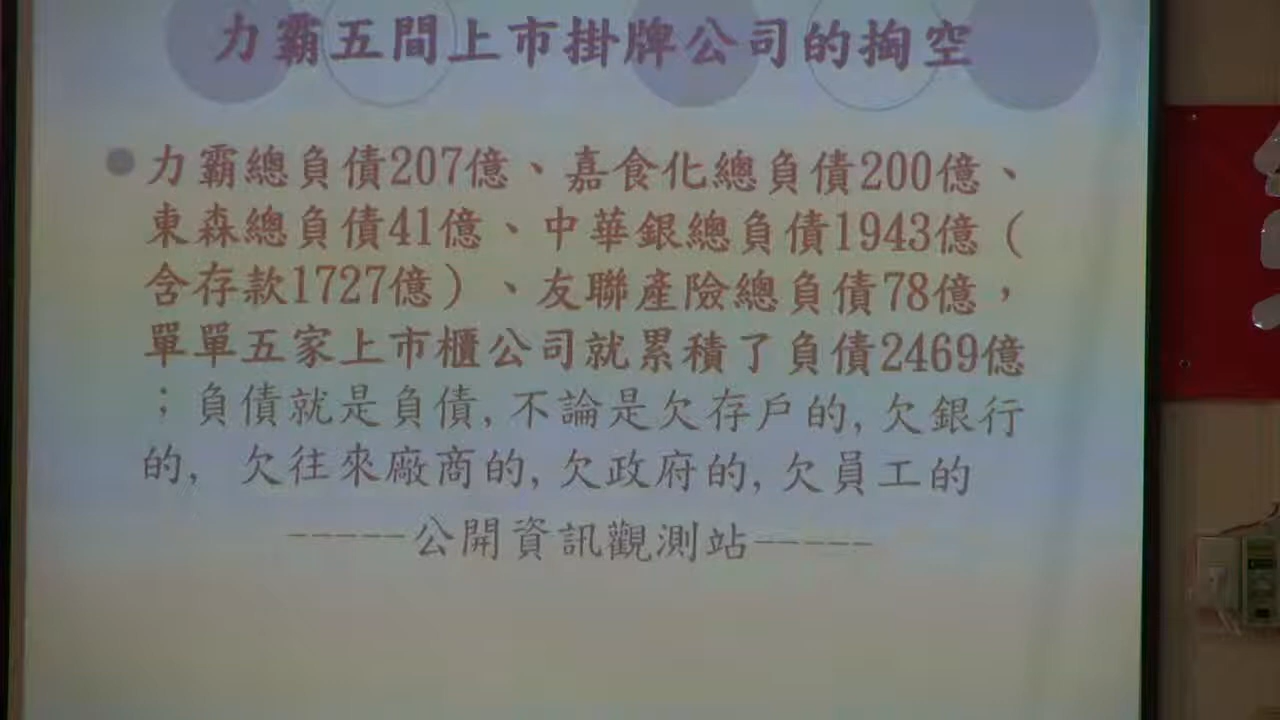 力霸五間上市掛牌公司的掏空
力霸總負債207億、嘉食化總負債200億、
東森總負債41億、中華銀總負債1943億（
含存款1727億）、友聯產險總負債78億，
單單五家上市櫃公司就累積了負債2469億
；負債就是負債,不論是欠存戶的,欠銀行
的, 欠往來廠商的,欠政府的,欠員工的
-----公開資訊觀測站-----